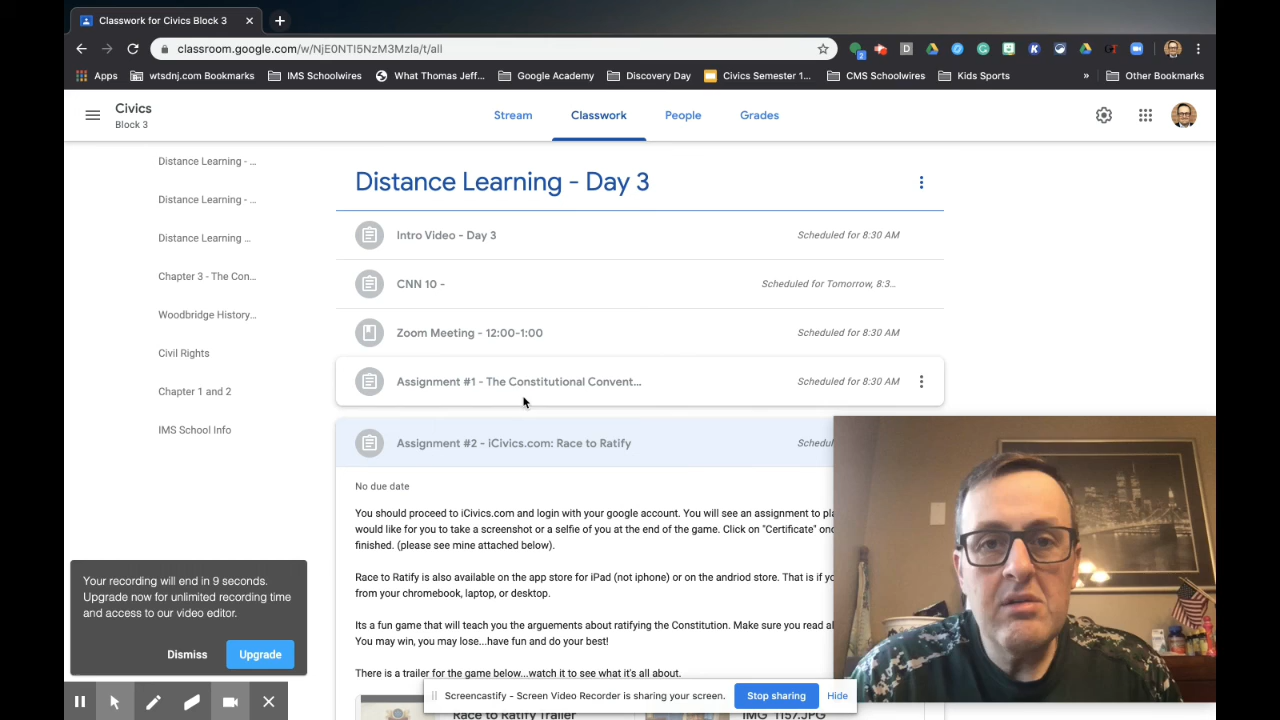 Classwork for Civics Block 3
classroom.google.com/w/NjE0NTI5NzM3Mzla/t/all
Apps
wtsdnj.com Bookmarks
IMS Schoolwires
What Thomas Jeff...
Google Academy
Discovery Day
Civics Semester 1...
CMS Schoolwires
Kids Sports
»
Other Bookmarks
Civics
Block 3
Stream
Classwork
People
Grades
Distance Learning - ...
Distance Learning - ...
Distance Learning ...
Chapter 3 - The Con...
Woodbridge History...
Civil Rights
Chapter 1 and 2
IMS School Info
Distance Learning - Day 3
Intro Video - Day 3
Scheduled for 8:30 AM
CNN 10 -
Scheduled for Tomorrow, 8:3...
Zoom Meeting - 12:00-1:00
Scheduled for 8:30 AM
Assignment #1 - The Constitutional Convent...
Scheduled for 8:30 AM
Assignment #2 - iCivics.com: Race to Ratify
No due date
You should proceed to iCivics.com and login with your google account. You will see an assignment to
would like for you to take a screenshot or a selfie of you at the end of the game. Click on "Certificate"
finished. (please see mine attached below).
Race to Ratify is also available on the app store for iPad (not iphone) or on the andriod store. That is if
from your chromebook, laptop, or desktop.
Its a fun game that will teach you the arguements about ratifying the Constitution. Make sure you read
You may win, you may lose...have fun and do your best!
There is a trailer for the game below...watch it to see what it's all about.
Race to Ratify Trailer
IMG_1157.JPG
Your recording will end in 9 seconds.
Upgrade now for unlimited recording time
and access to our video editor.
Dismiss
Upgrade
Screencastify - Screen Video Recorder is sharing your screen.
Stop sharing
Hide